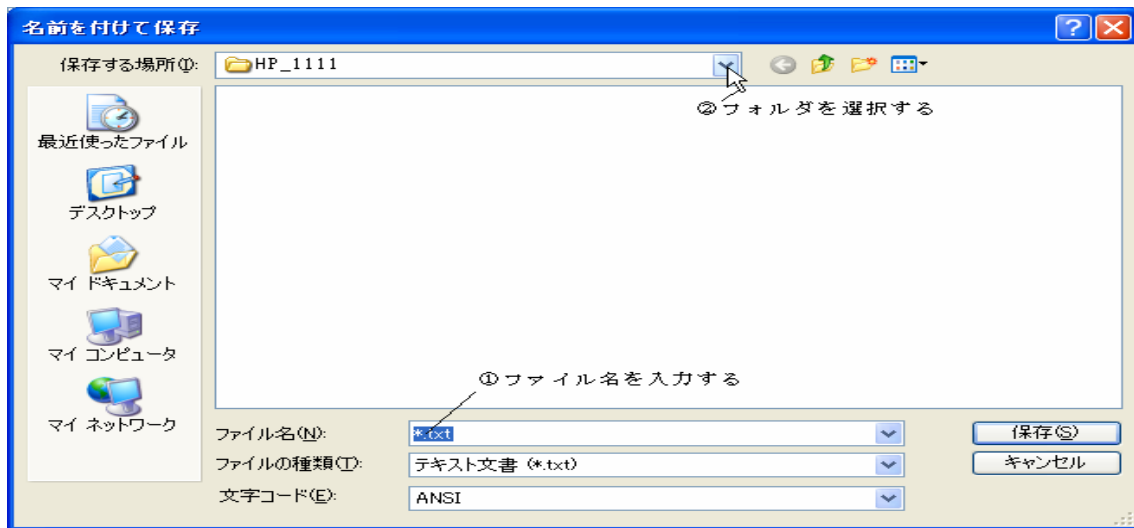 名前を付けて保存
保存する場所(I):
HP_1111
②フォルダを選択する
最近使ったファイル
デスクトップ
マイ ドキュメント
マイ コンピュータ
マイ ネットワーク
①ファイル名を入力する
ファイル名(N):
*.txt
保存(S)
ファイルの種類(T):
テキスト文書 (*.txt)
キャンセル
文字コード(E):
ANSI